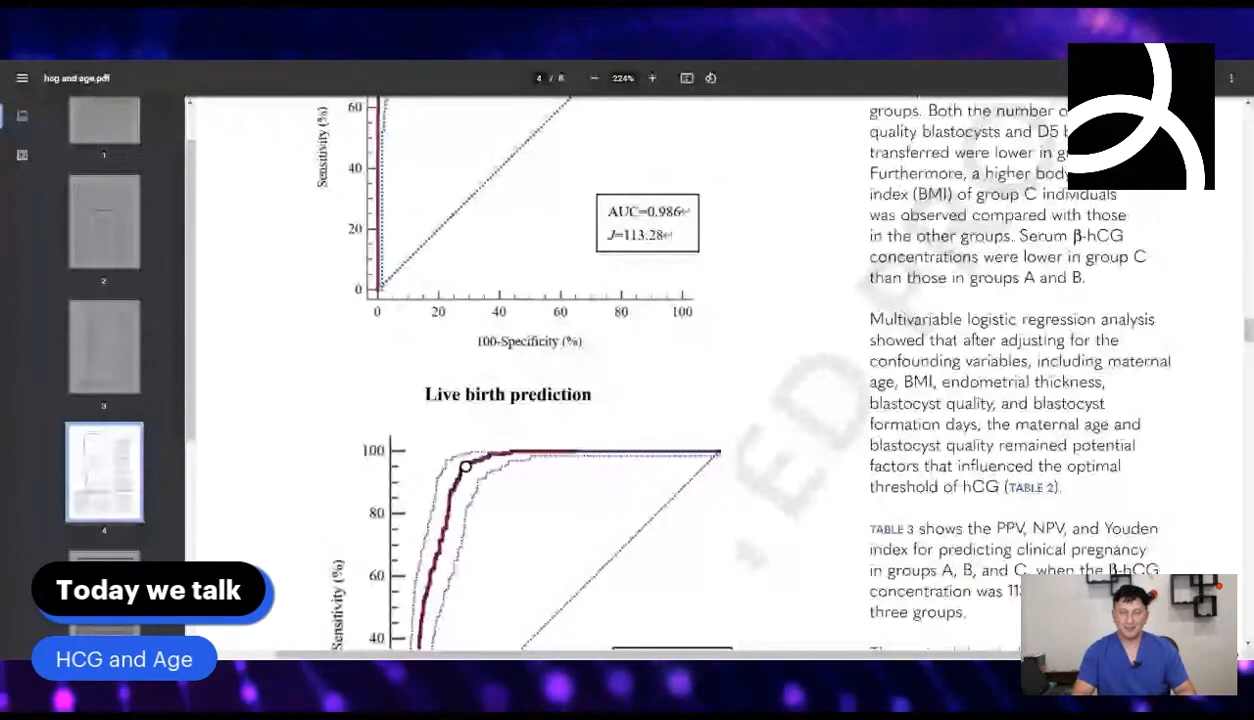 hcg and age.pdf
4 / 8
224%
1
2
3
4
60
40
20
0
Sensitivity (%)
AUC=0.986↵
J=113.28↵
0 20 40 60 80 100
100-Specificity (%)
Live birth prediction
100
80
60
40
Sensitivity (%)
groups. Both the number
quality blastocysts and D5
transferred were lower in
Furthermore, a higher body
index (BMI) of group C individuals
was observed compared with those
in the other groups. Serum β-hCG
concentrations were lower in group C
than those in groups A and B.
Multivariable logistic regression analysis
showed that after adjusting for the
confounding variables, including maternal
age, BMI, endometrial thickness,
blastocyst quality, and blastocyst
formation days, the maternal age and
blastocyst quality remained potential
factors that influenced the optimal
threshold of hCG (TABLE 2).
TABLE 3 shows the PPV, NPV, and Youden
index for predicting clinical pregnancy
in groups A, B, and C, when the β-hCG
concentration was
three groups.
Today we talk
HCG and Age